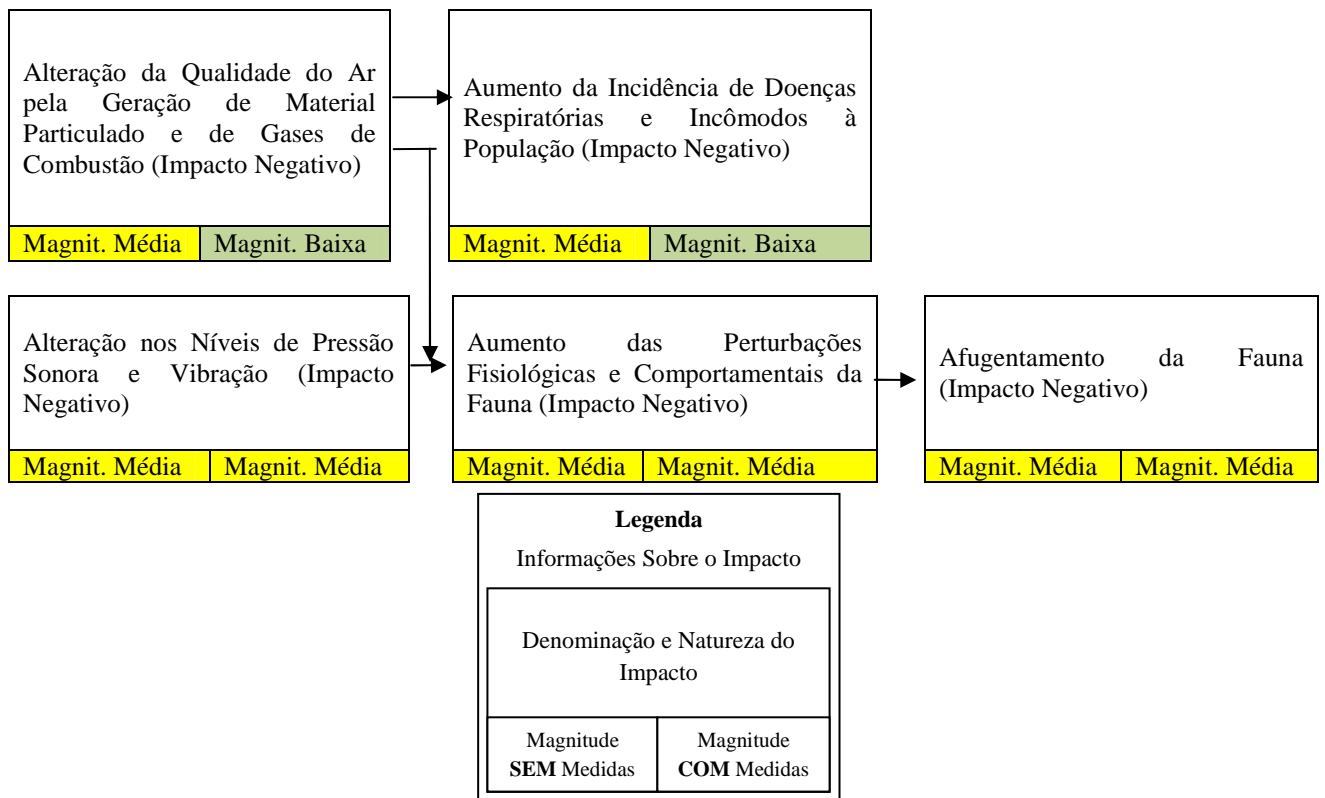 Alteração da Qualidade do Ar
pela Geração de Material
Particulado e de Gases de
Combustão (Impacto Negativo)
Magnit. Média Magnit. Baixa
Aumento da Incidência de Doenças
Respiratórias e Incômodos à
População (Impacto Negativo)
Magnit. Média Magnit. Baixa
Alteração nos Níveis de Pressão
Sonora e Vibração (Impacto
Negativo)
Magnit. Média Magnit. Média
Aumento das Perturbações
Fisiológicas e Comportamentais da
Fauna (Impacto Negativo)
Magnit. Média Magnit. Média
Afugentamento da Fauna
(Impacto Negativo)
Magnit. Média Magnit. Média
Legenda
Informações Sobre o Impacto
Denominação e Natureza do
Impacto
Magnitude
SEM Medidas
Magnitude
COM Medidas